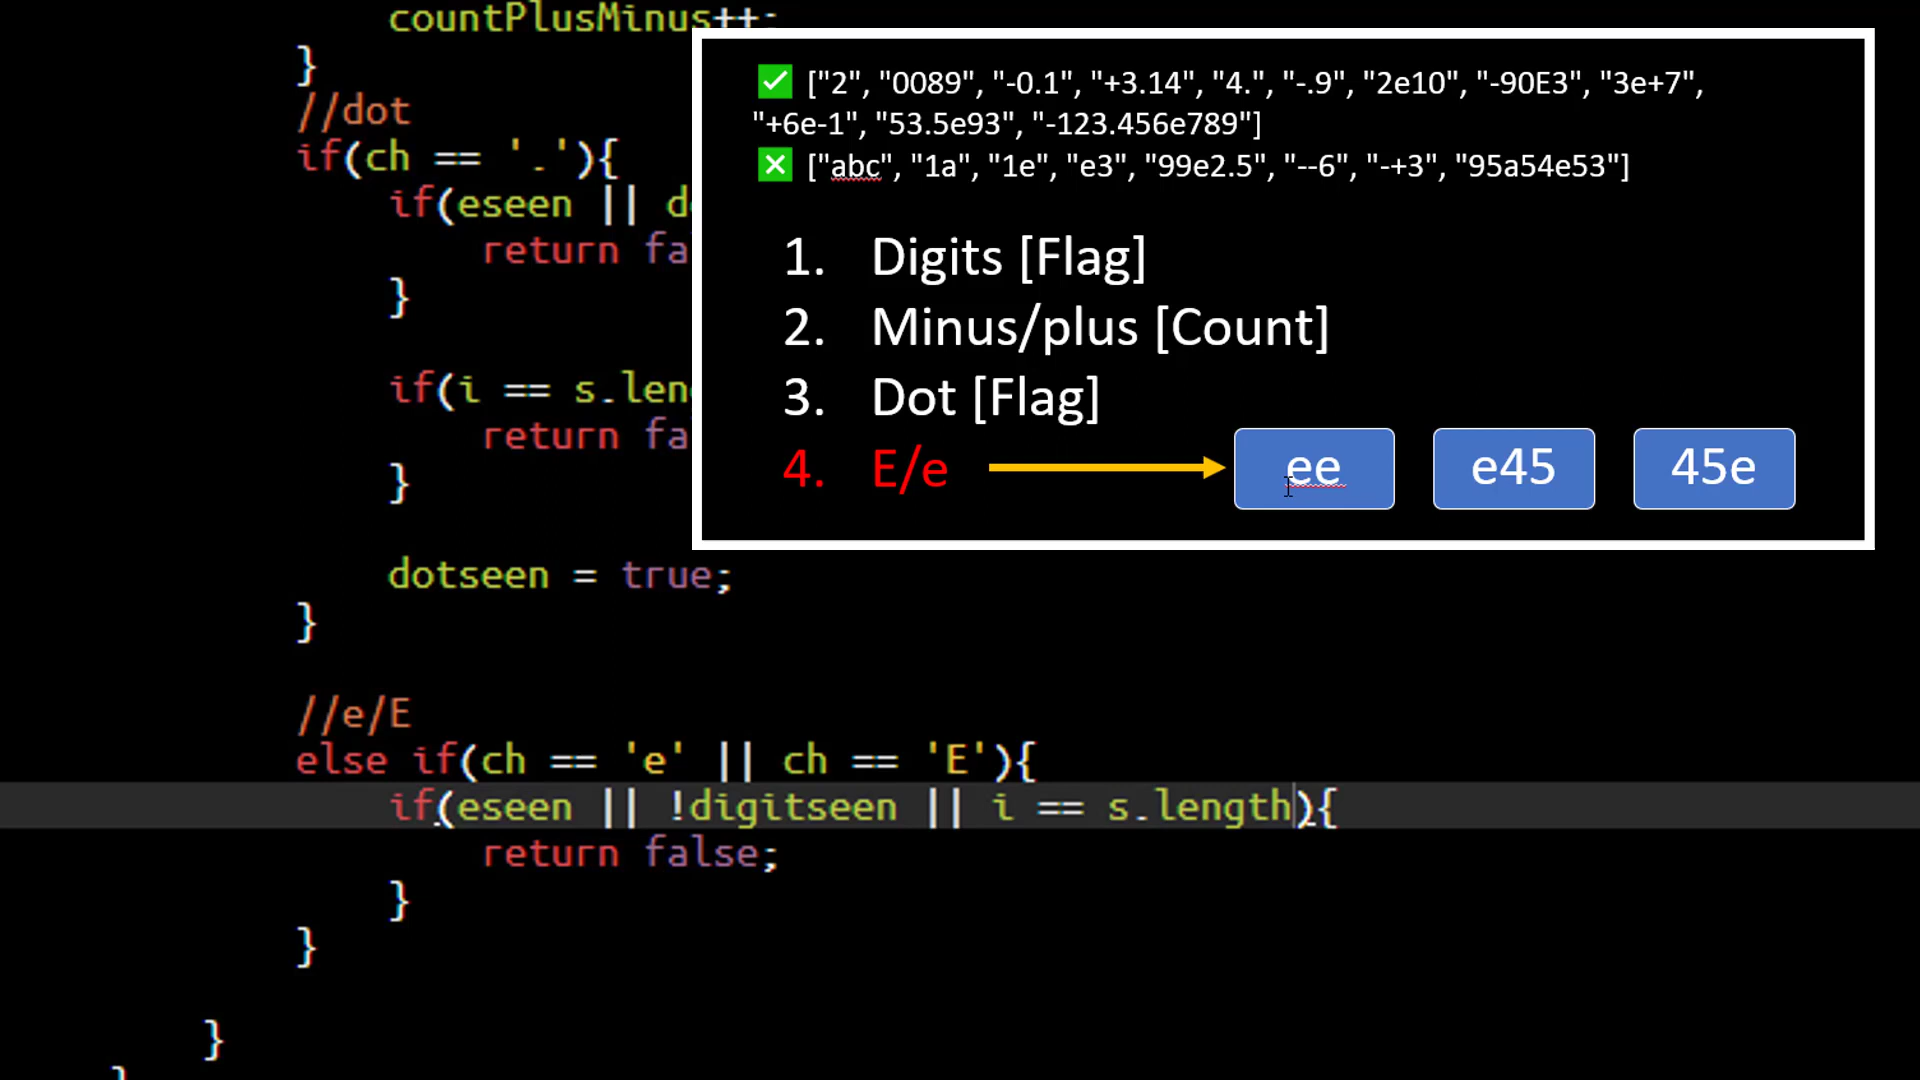 countPlusMinus++;
}
//dot
if(ch == '.'){
if(eseen || d
return fa
}
if(i == s.len
return fa
}
dotseen = true;
}
//e/E
else if(ch == 'e' || ch == 'E'){
if(eseen || !digitseen || i == s.length){
return false;
}
}
}
}
✅ ["2", "0089", "-0.1", "+3.14", "4.", "-.9", "2e10", "-90E3", "3e+7",
"+6e-1", "53.5e93", "-123.456e789"]
❎ ["abc", "1a", "1e", "e3", "99e2.5", "--6", "-+3", "95a54e53"]
1. Digits [Flag]
2. Minus/plus [Count]
3. Dot [Flag]
4. E/e
ee
e45
45e